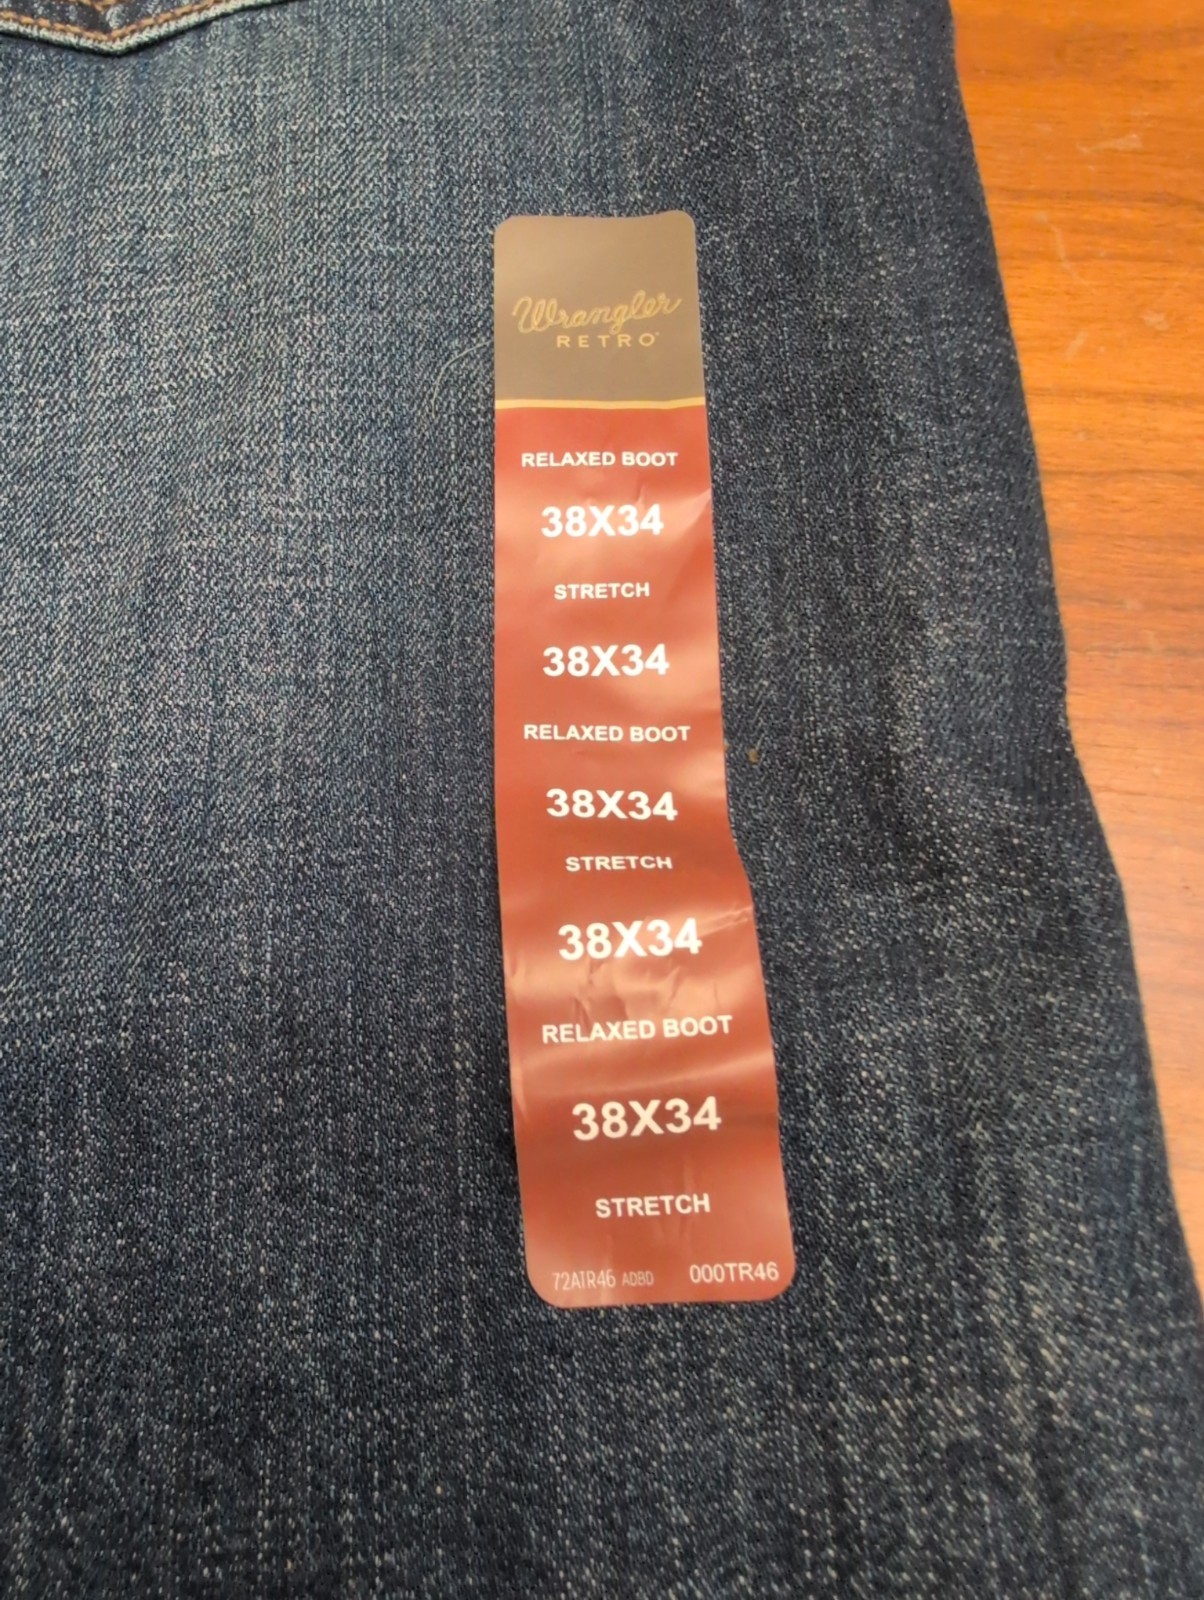 Wrangler
RETRO
RELAXED BOOT
38X34
STRETCH
38X34
RELAXED BOOT
38X34
STRETCH
38X34
RELAXED BOOT
38X34
STRETCH
72ATR46 ADBD 000TR46